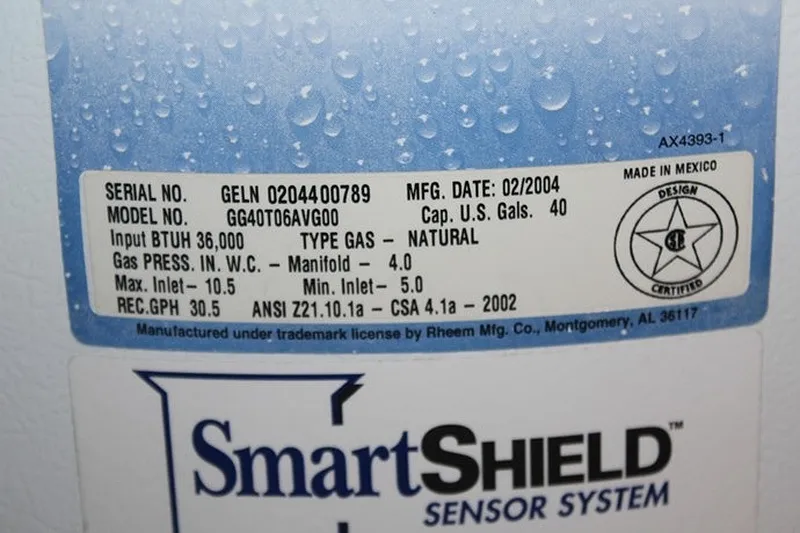 AX4393-1
MADE IN MEXICO
SERIAL NO. GELN 0204400789 MFG. DATE: 02/2004
MODEL NO. GG40T06AVG00 Cap. U.S. Gals. 40
Input BTUH 36,000 TYPE GAS – NATURAL
Gas PRESS. IN. W.C. – Manifold – 4.0
Max. Inlet– 10.5 Min. Inlet– 5.0
REC.GPH 30.5 ANSI Z21.10.1a – CSA 4.1a – 2002
DESIGN
CERTIFIED
Manufactured under trademark license by Rheem Mfg. Co., Montgomery, AL 36117
SmartSHIELD™
SENSOR SYSTEM